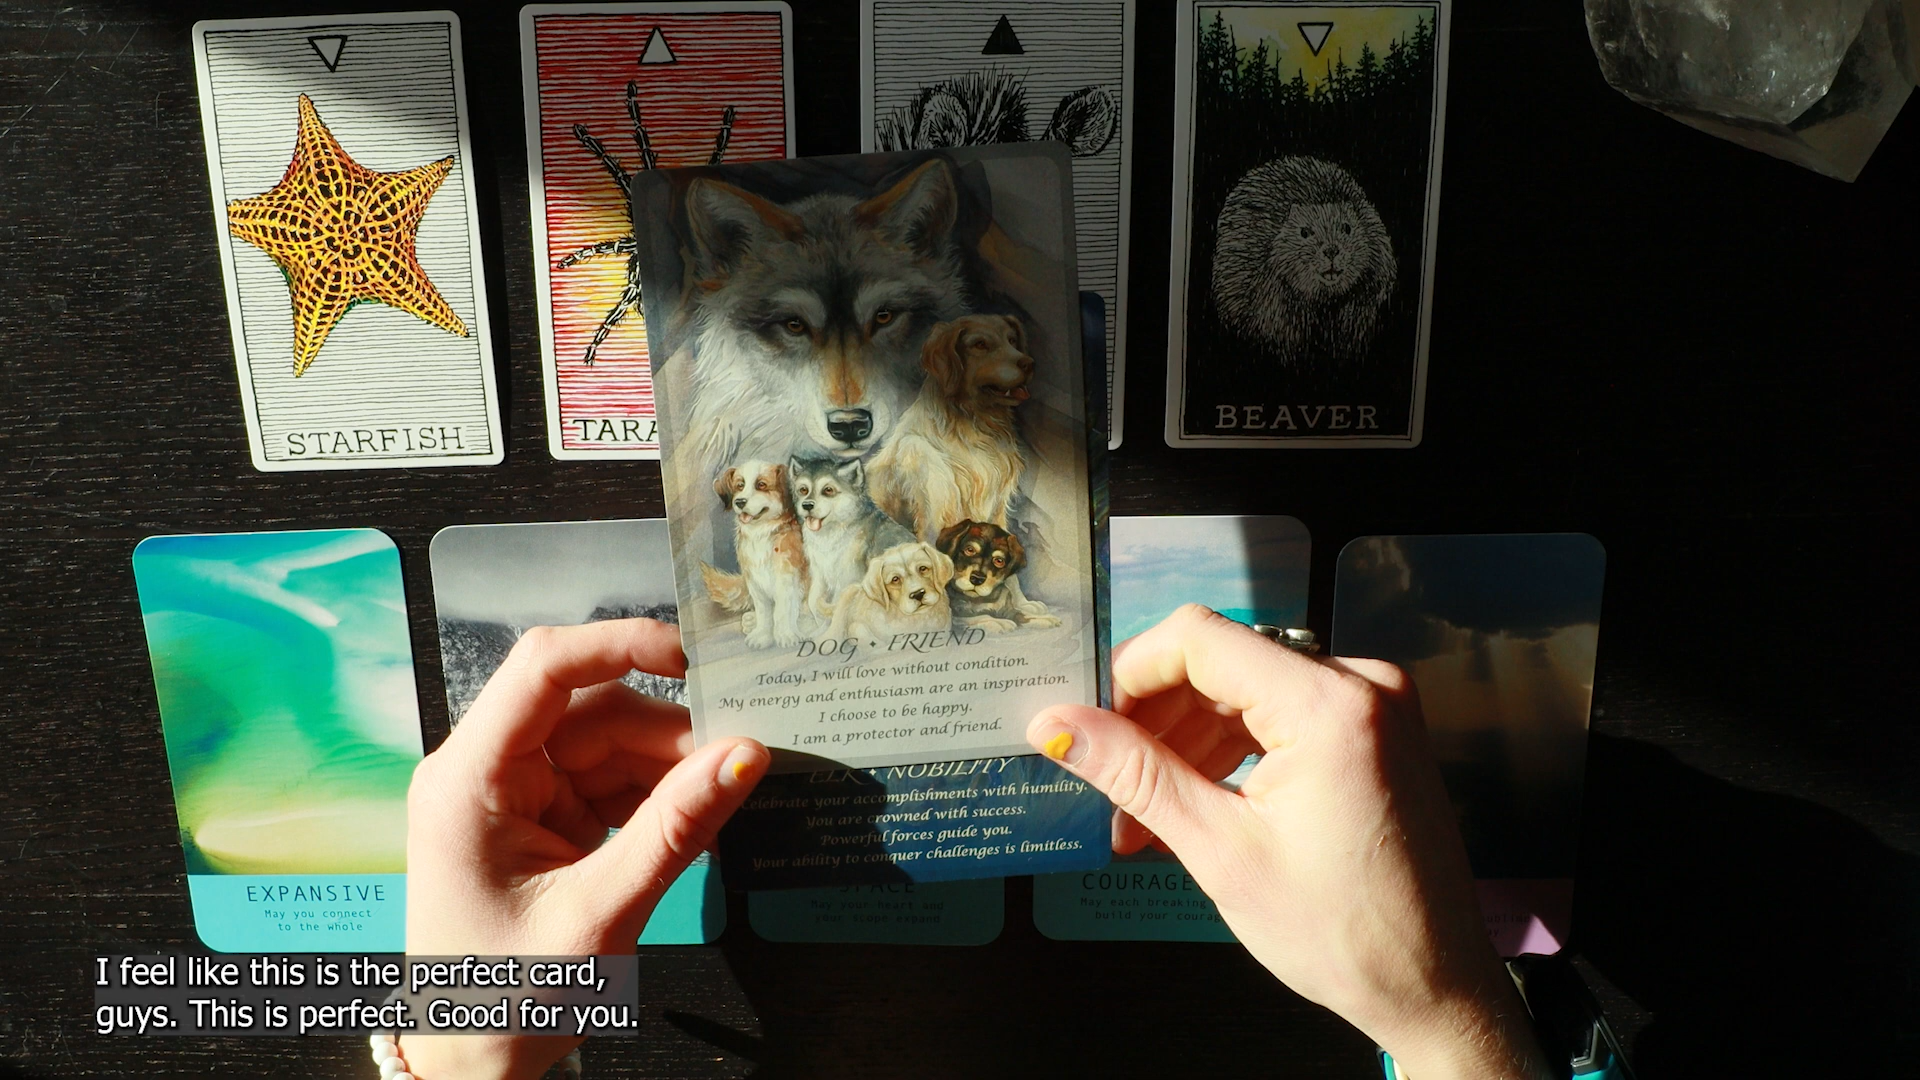 STARFISH
TARA
BEAVER
DOG • FRIEND
Today, I will love without condition.
My energy and enthusiasm are an inspiration.
I choose to be happy.
I am a protector and friend.
ELK • NOBILITY
Celebrate your accomplishments with humility.
You are crowned with success.
Powerful forces guide you.
Your ability to conquer challenges is limitless.
EXPANSIVE
May you connect
to the whole
SPACE
May your heart and
your scope expand
COURAGE
May each breaking
build your courag
I feel like this is the perfect card,
guys. This is perfect. Good for you.